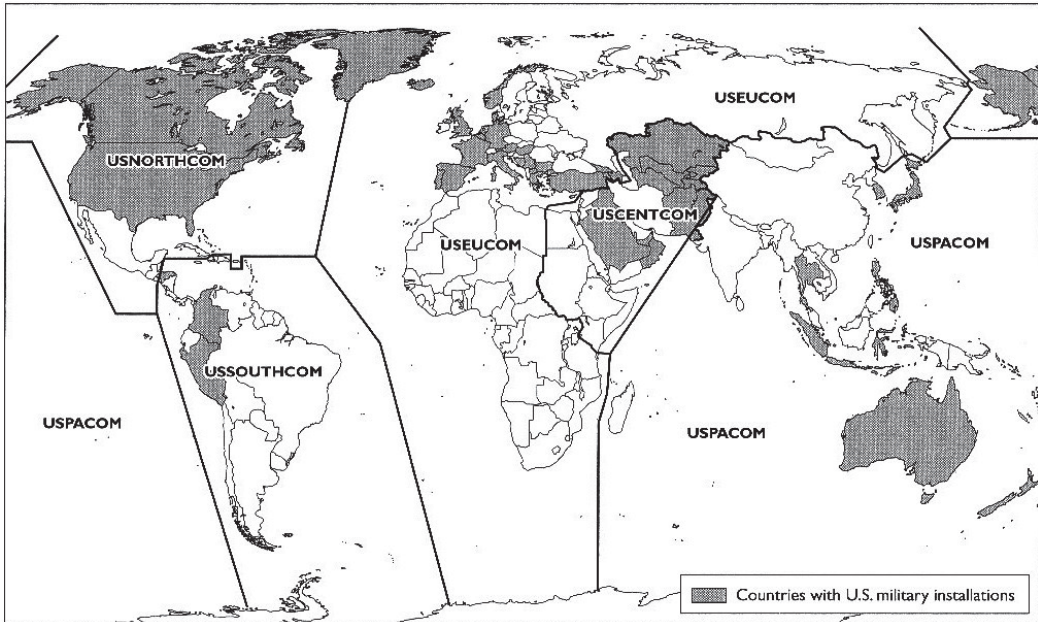 USEUCOM
USNORTHCOM
USCENTCOM
USEUCOM
USPACOM
USSOUTHCOM
USPACOM
USPACOM
Countries with U.S. military installations